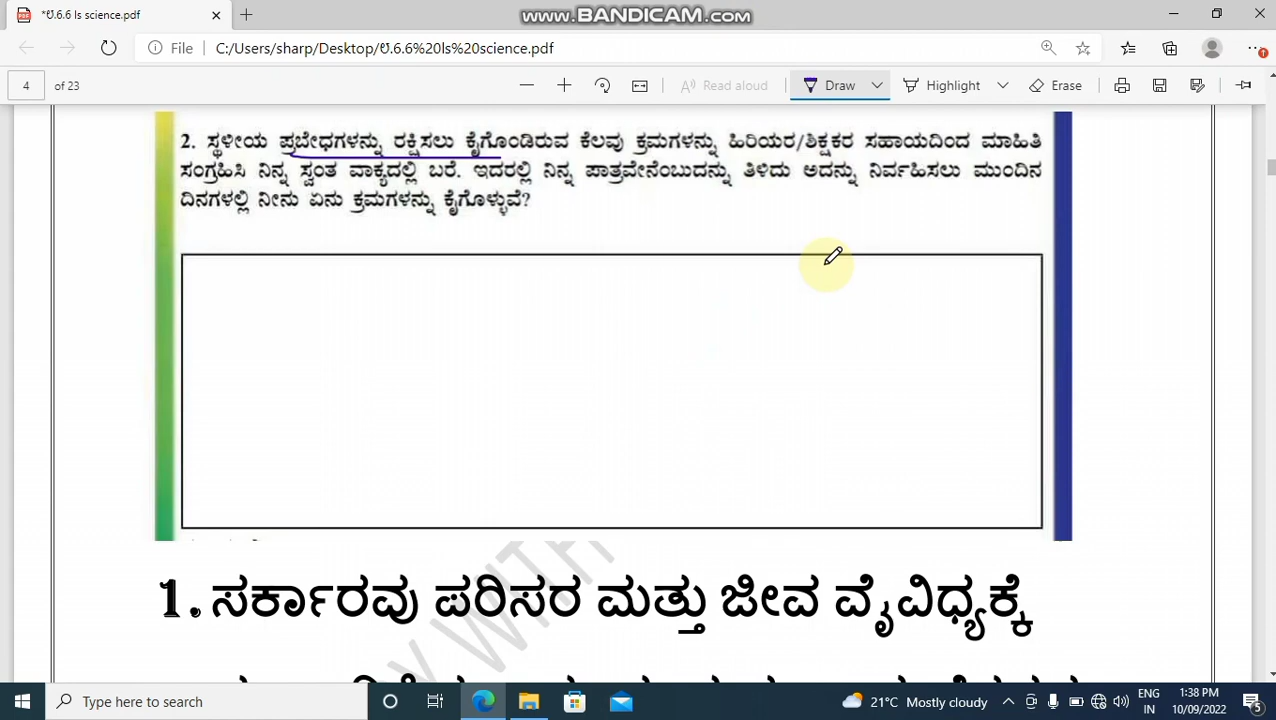 *ಲಿ.6.6 ls science.pdf
www.BANDICAM.com
File C:/Users/sharp/Desktop/ಲಿ.6.6%20ls%20science.pdf
4 of 23 Read aloud Draw Highlight Erase
2. ಸ್ಥಳೀಯ ಪ್ರಬೇಧಗಳನ್ನು ರಕ್ಷಿಸಲು ಕೈಗೊಂಡಿರುವ ಕೆಲವು ಕ್ರಮಗಳನ್ನು ಹಿರಿಯರ/ಶಿಕ್ಷಕರ ಸಹಾಯದಿಂದ ಮಾಹಿತಿ
ಸಂಗ್ರಹಿಸಿ ನಿನ್ನ ಸ್ವಂತ ವಾಕ್ಯದಲ್ಲಿ ಬರೆ. ಇದರಲ್ಲಿ ನಿನ್ನ ಪಾತ್ರವೇನೆಂಬುದನ್ನು ತಿಳಿದು ಅದನ್ನು ನಿರ್ವಹಿಸಲು ಮುಂದಿನ
ದಿನಗಳಲ್ಲಿ ನೀನು ಏನು ಕ್ರಮಗಳನ್ನು ಕೈಗೊಳ್ಳುವೆ?
1. ಸರ್ಕಾರವು ಪರಿಸರ ಮತ್ತು ಜೀವ ವೈವಿಧ್ಯಕ್ಕೆ
Type here to search
21°C Mostly cloudy
ENG
IN
1:38 PM
10/09/2022
5